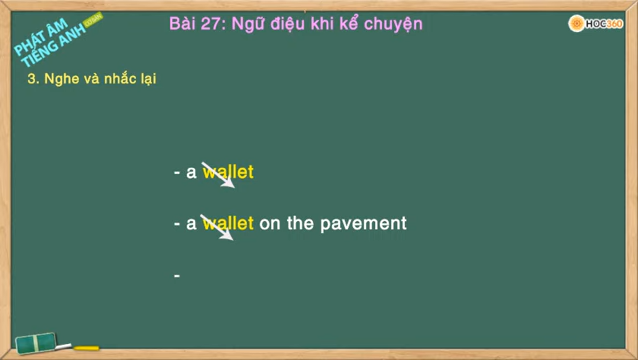 PHÁT ÂM
TIẾNG ANH
Bài 27: Ngữ điệu khi kể chuyện
HOC360
3. Nghe và nhắc lại
- a wallet
- a wallet on the pavement
-